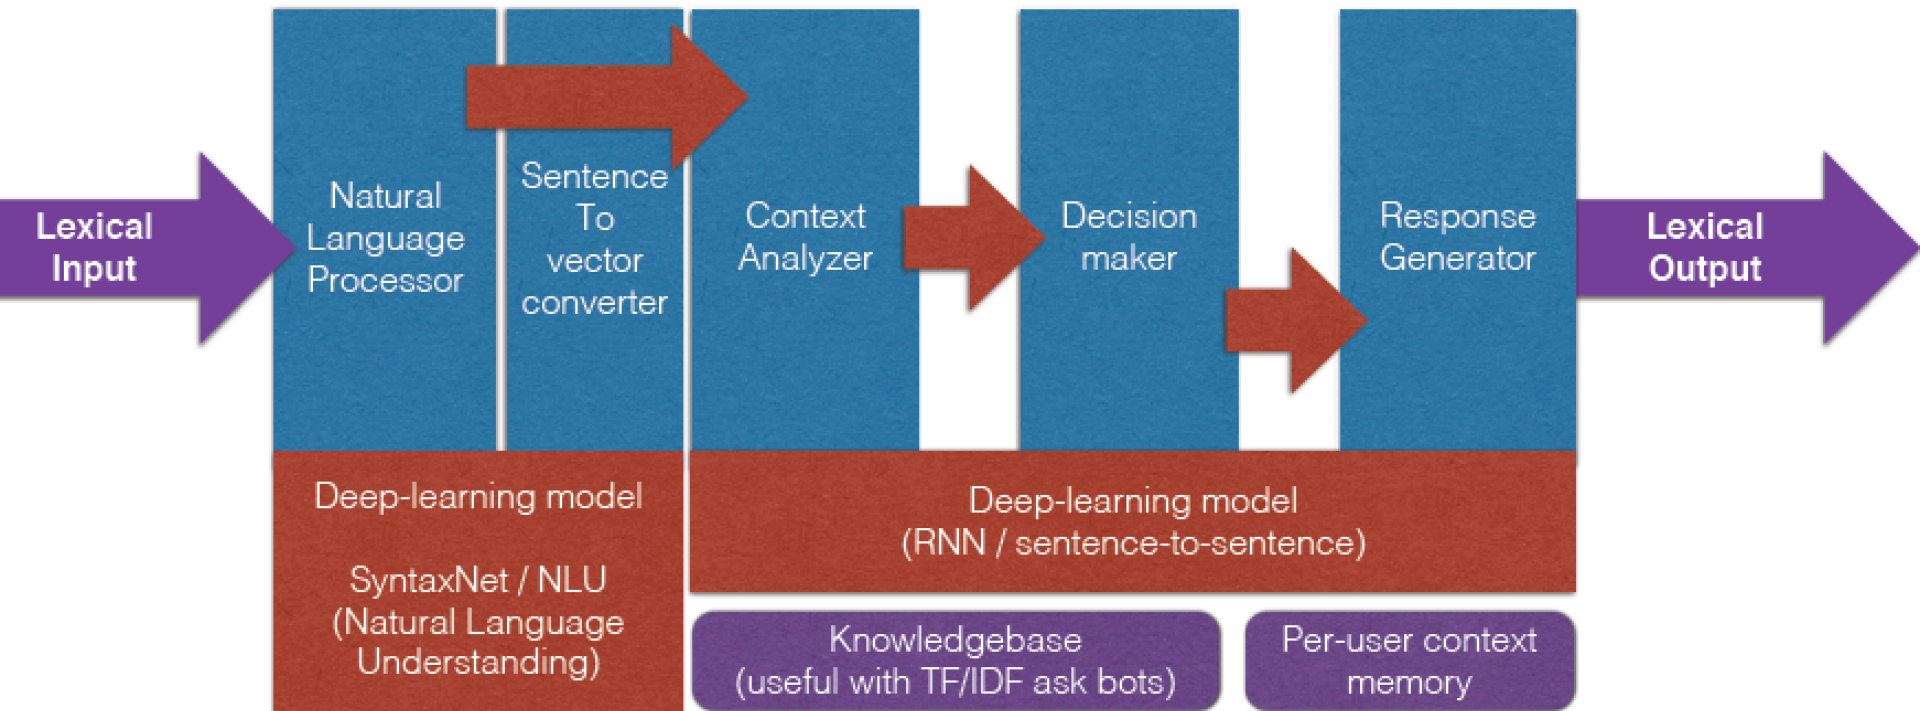 Lexical
Input
Natural
Language
Processor
Sentence
To
vector
converter
Context
Analyzer
Decision
maker
Response
Generator
Lexical
Output
Deep-learning model
SyntaxNet / NLU
(Natural Language
Understanding)
Deep-learning model
(RNN / sentence-to-sentence)
Knowledgebase
(useful with TF/IDF ask bots)
Per-user context
memory